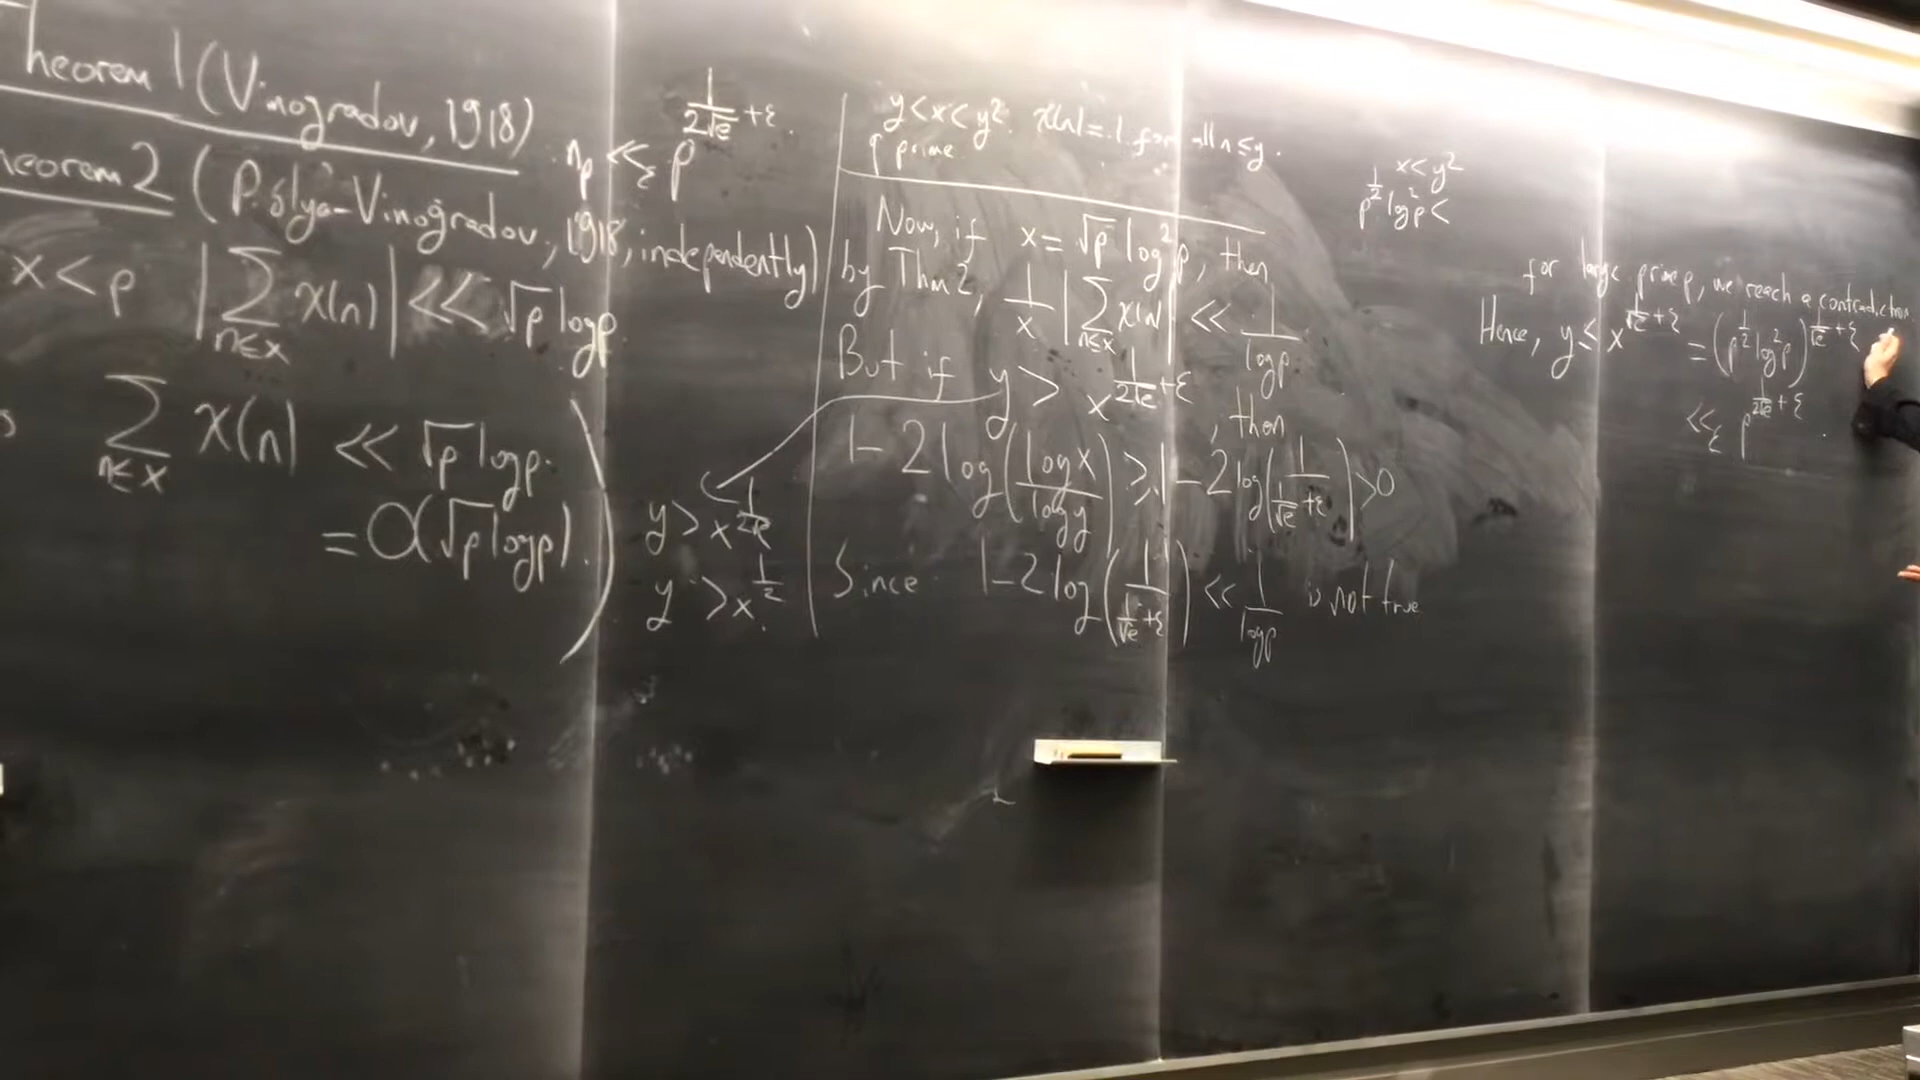 Theorem 1 (Vinogradov, 1918) n_p <<_ε p^{1/(2√e)+ε}.
Theorem 2 (Pólya-Vinogradov, 1918, independently)
x < p |∑_{n≤x} χ(n)| << √p log p
∑_{n≤x} χ(n) << √p log p.
= O(√p log p).)
y > x^{1/(2√e)}
y > x^{1/2}
y < x < y². χ(n) = 1 for all n ≤ y.
p prime.
Now, if x = √p log² p, then
by Thm 2, 1/x |∑_{n≤x} χ(n)| << 1/log p.
But if y > x^{1/(2√e)+ε}, then
1 - 2 log(log x/log y) ≥ 1 - 2 log(1/(1/√e + ε)) > 0
Since 1 - 2 log(1/(1/√e + ε)) << 1/log p is not true
x < y²
p^{1/2} log² p <
for large prime p, we reach a contradiction.
Hence, y ≤ x^{1/√e+ε} = (p^{1/2} log² p)^{1/√e+ε}
<<_ε p^{1/(2√e)+ε}.